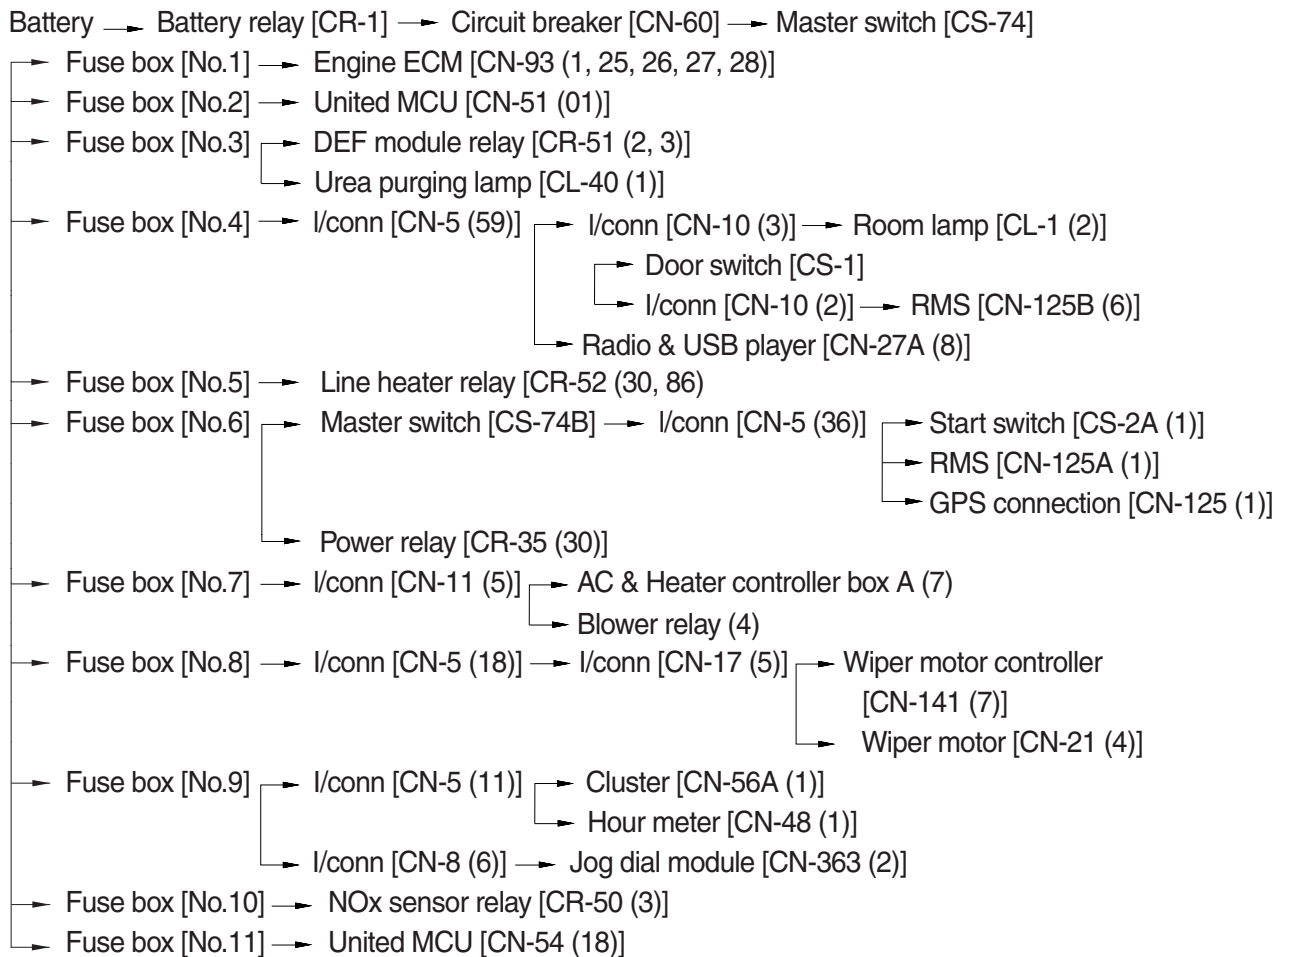 Battery → Battery relay [CR-1] → Circuit breaker [CN-60] → Master switch [CS-74]
Fuse box [No.1] → Engine ECM [CN-93 (1, 25, 26, 27, 28)]
Fuse box [No.2] → United MCU [CN-51 (01)]
Fuse box [No.3] → DEF module relay [CR-51 (2, 3)]
→ Urea purging lamp [CL-40 (1)]
Fuse box [No.4] → I/conn [CN-5 (59)] → I/conn [CN-10 (3)] → Room lamp [CL-1 (2)]
→ Door switch [CS-1]
→ I/conn [CN-10 (2)] → RMS [CN-125B (6)]
→ Radio & USB player [CN-27A (8)]
Fuse box [No.5] → Line heater relay [CR-52 (30, 86)
Fuse box [No.6] → Master switch [CS-74B] → I/conn [CN-5 (36)] → Start switch [CS-2A (1)]
→ RMS [CN-125A (1)]
→ GPS connection [CN-125 (1)]
→ Power relay [CR-35 (30)]
Fuse box [No.7] → I/conn [CN-11 (5)] → AC & Heater controller box A (7)
→ Blower relay (4)
Fuse box [No.8] → I/conn [CN-5 (18)] → I/conn [CN-17 (5)] → Wiper motor controller
[CN-141 (7)]
→ Wiper motor [CN-21 (4)]
Fuse box [No.9] → I/conn [CN-5 (11)] → Cluster [CN-56A (1)]
→ Hour meter [CN-48 (1)]
→ I/conn [CN-8 (6)] → Jog dial module [CN-363 (2)]
Fuse box [No.10] → NOx sensor relay [CR-50 (3)]
Fuse box [No.11] → United MCU [CN-54 (18)]